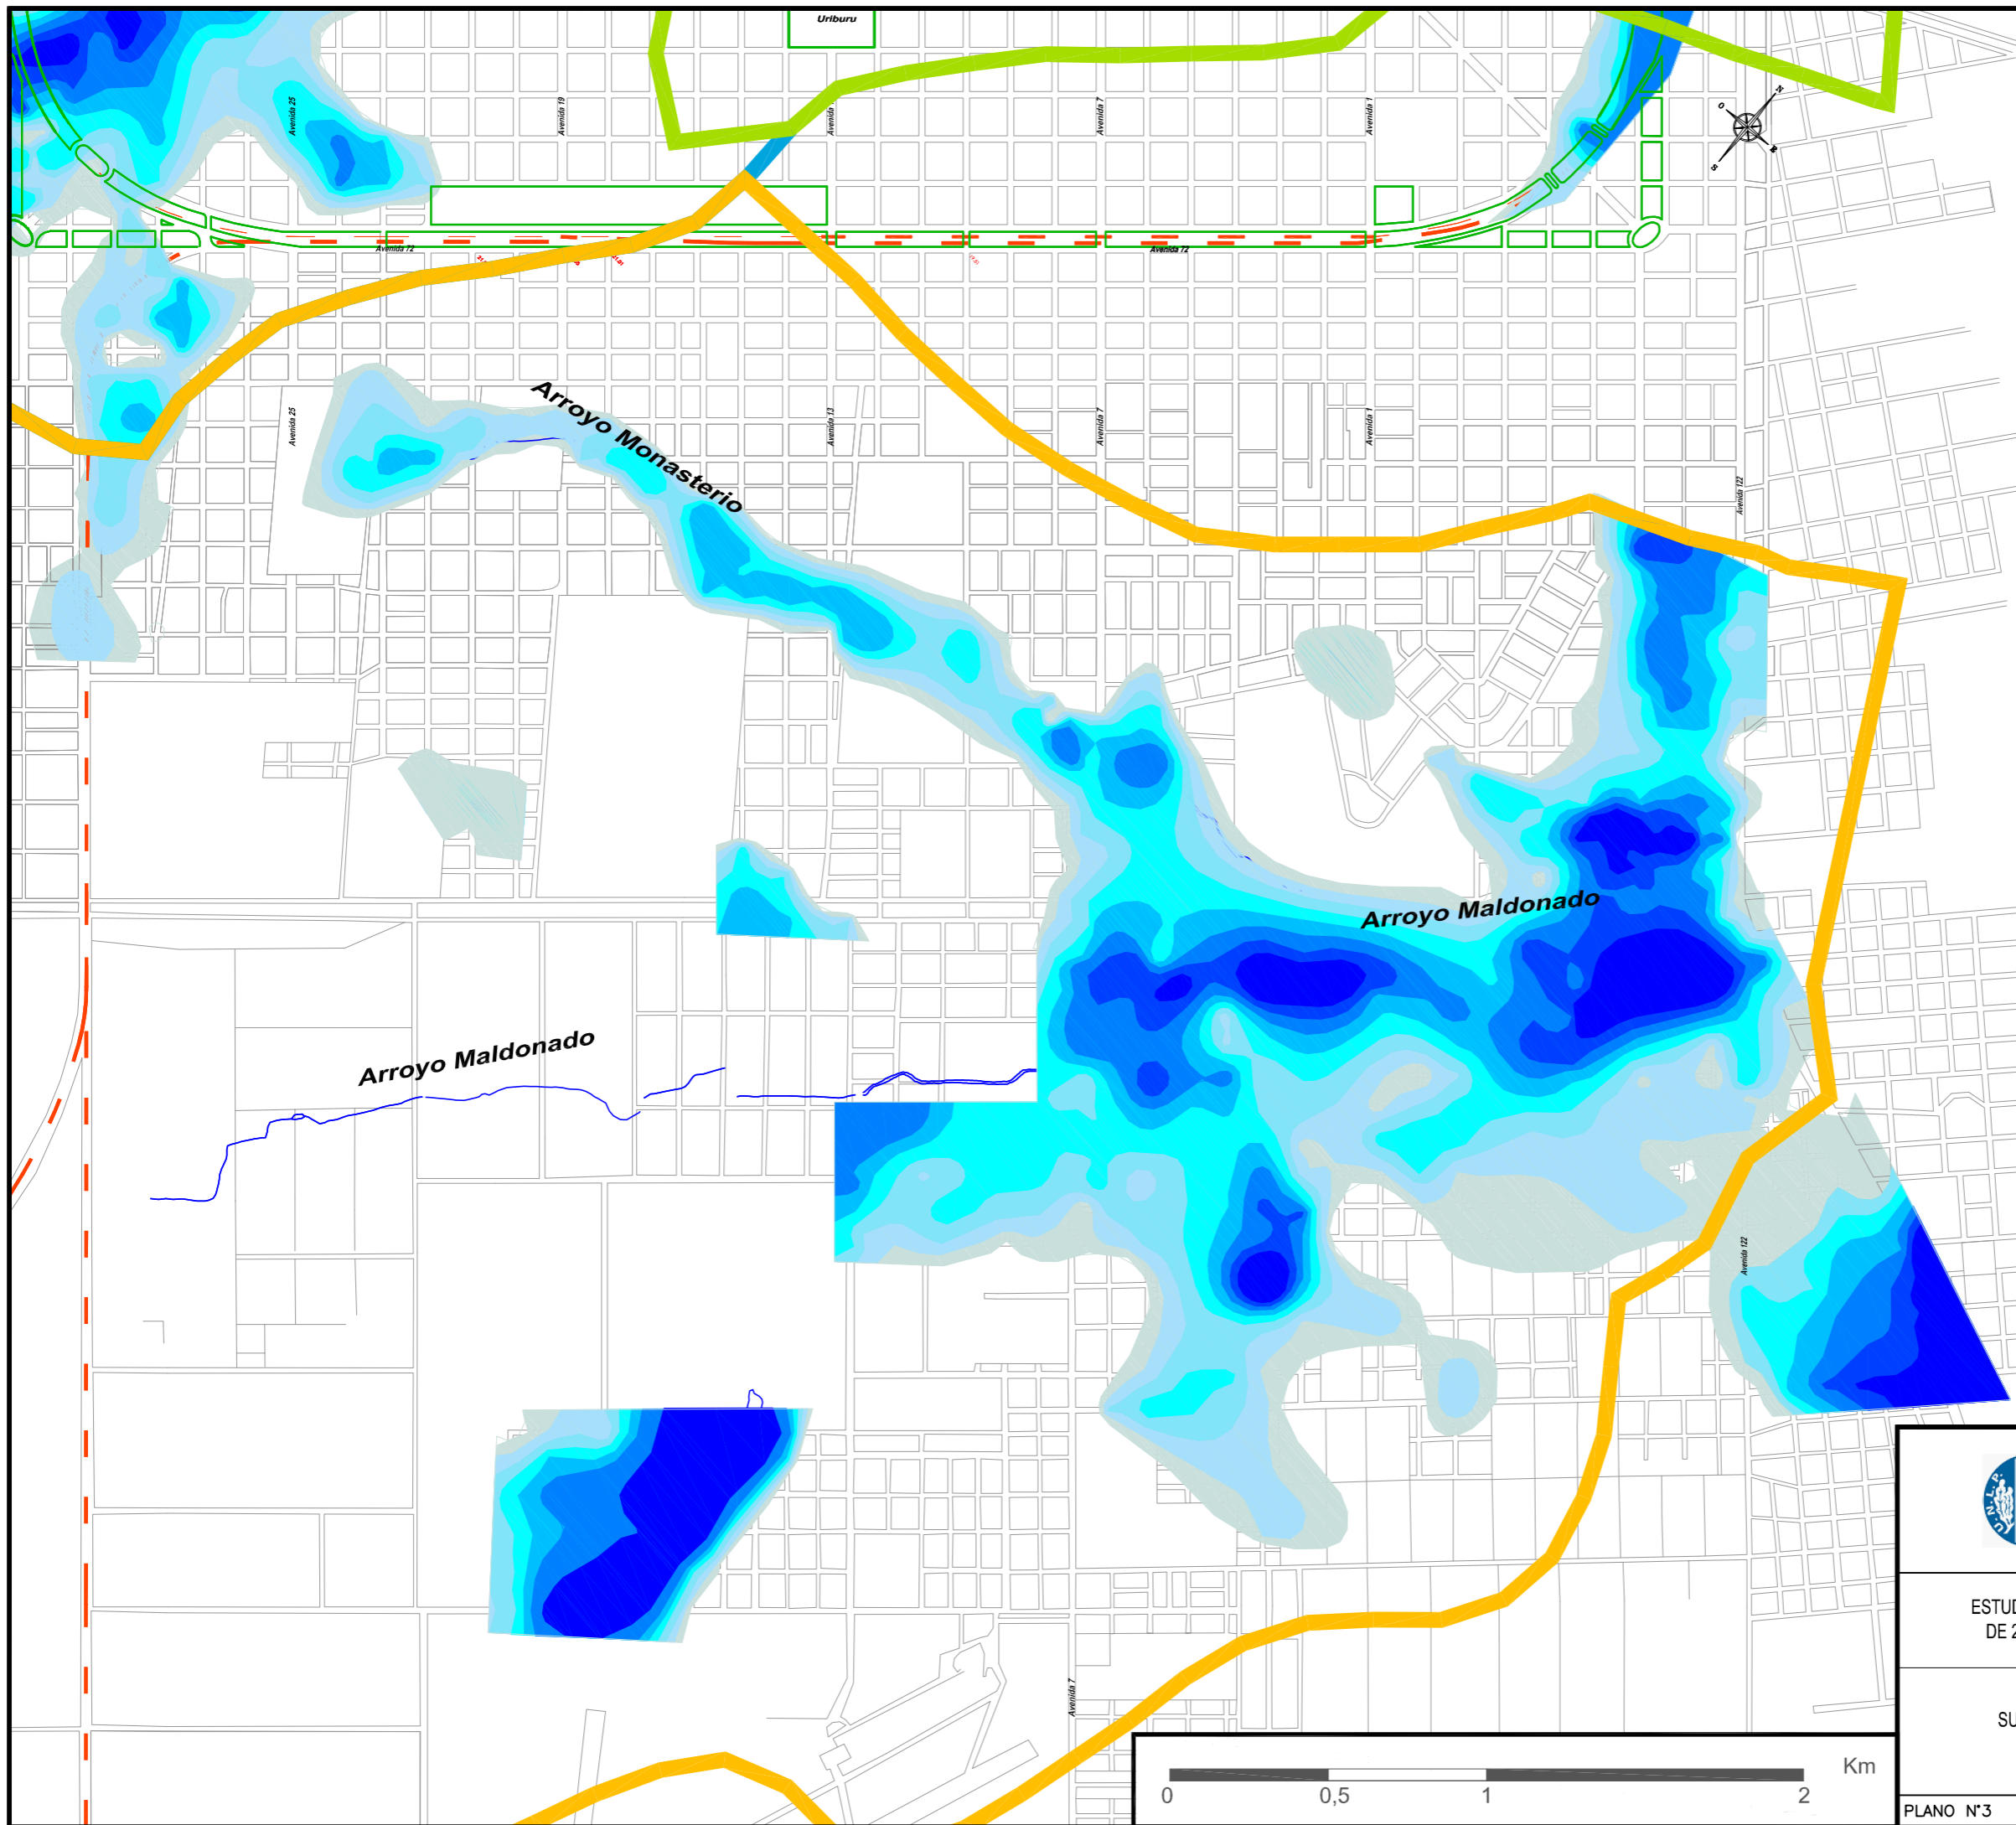 Uriburu
Avenida 25
Avenida 19
Avenida 7
Avenida 1
N
O
S
Avenida 72
Avenida 72
Arroyo Monasterio
Avenida 25
Avenida 13
Avenida 7
Avenida 1
Avenida 122
Arroyo Maldonado
Arroyo Maldonado
Avenida 122
Avenida 7
U.N.L.P.
ESTUD
DE 2
SU
Km
0
0,5
1
2
PLANO N°3